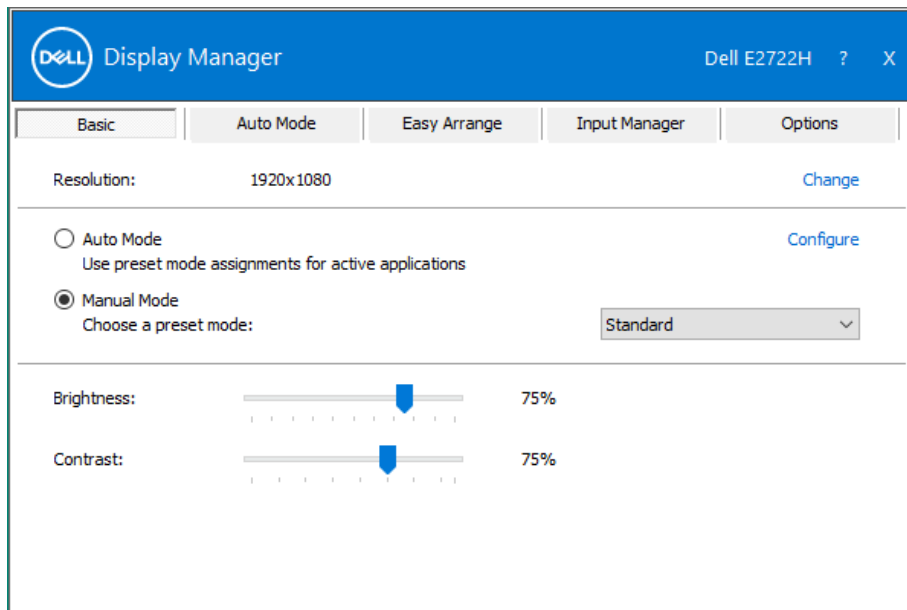 DELL Display Manager Dell E2722H ? X
Basic Auto Mode Easy Arrange Input Manager Options
Resolution: 1920x1080 Change
Auto Mode Configure
Use preset mode assignments for active applications
Manual Mode
Choose a preset mode: Standard
Brightness: 75%
Contrast: 75%